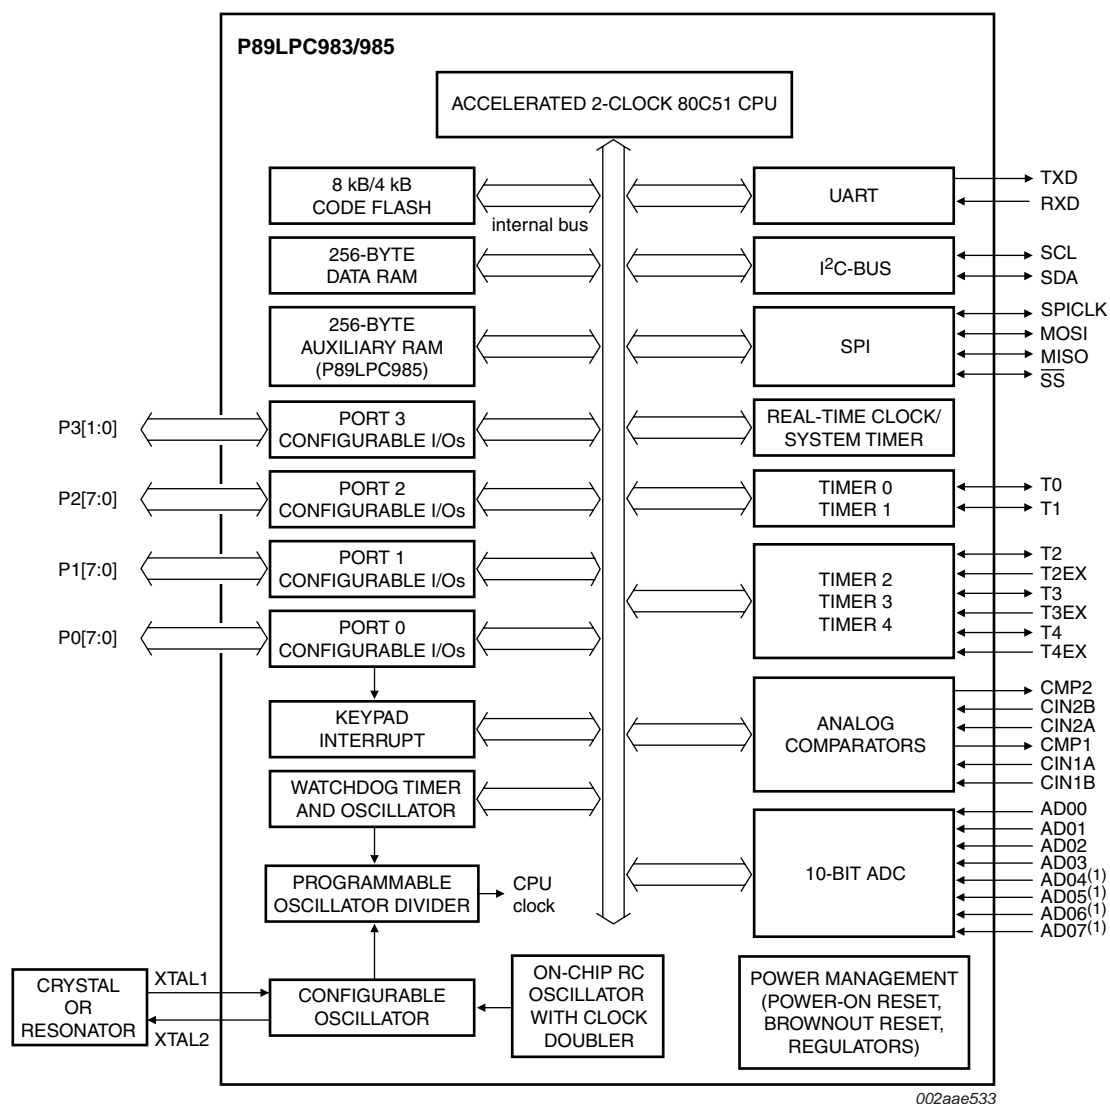 P89LPC983/985
ACCELERATED 2-CLOCK 80C51 CPU
8 kB/4 kB
CODE FLASH
internal bus
256-BYTE
DATA RAM
256-BYTE
AUXILIARY RAM
(P89LPC985)
P3[1:0]
PORT 3
CONFIGURABLE I/Os
P2[7:0]
PORT 2
CONFIGURABLE I/Os
P1[7:0]
PORT 1
CONFIGURABLE I/Os
P0[7:0]
PORT 0
CONFIGURABLE I/Os
KEYPAD
INTERRUPT
WATCHDOG TIMER
AND OSCILLATOR
PROGRAMMABLE
OSCILLATOR DIVIDER
CPU
clock
CRYSTAL
OR
RESONATOR
XTAL1
XTAL2
CONFIGURABLE
OSCILLATOR
ON-CHIP RC
OSCILLATOR
WITH CLOCK
DOUBLER
UART
TXD
RXD
I²C-BUS
SCL
SDA
SPI
SPICLK
MOSI
MISO
S̅S̅
REAL-TIME CLOCK/
SYSTEM TIMER
TIMER 0
TIMER 1
T0
T1
TIMER 2
TIMER 3
TIMER 4
T2
T2EX
T3
T3EX
T4
T4EX
ANALOG
COMPARATORS
CMP2
CIN2B
CIN2A
CMP1
CIN1A
CIN1B
10-BIT ADC
AD00
AD01
AD02
AD03
AD04(1)
AD05(1)
AD06(1)
AD07(1)
POWER MANAGEMENT
(POWER-ON RESET,
BROWNOUT RESET,
REGULATORS)
002aae533